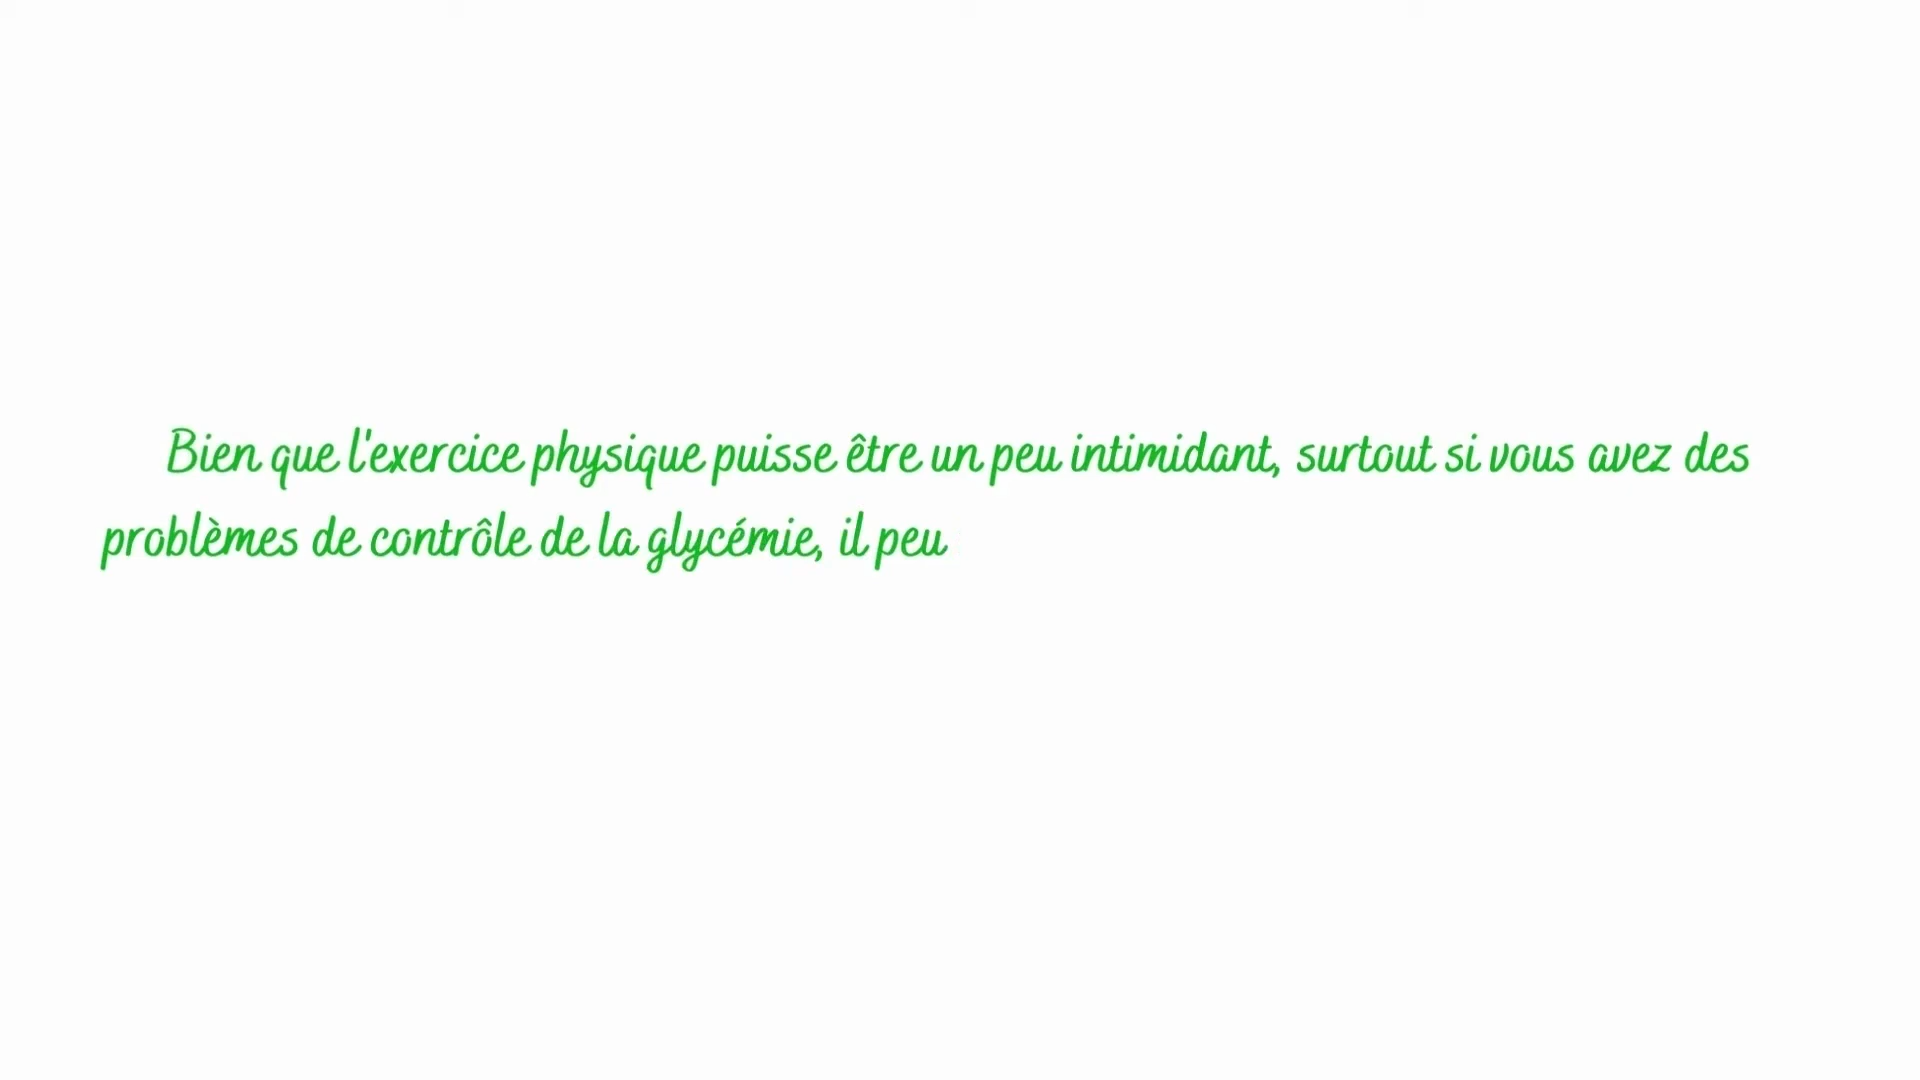 Bien que l'exercice physique puisse être un peu intimidant, surtout si vous avez des
problèmes de contrôle de la glycémie, il peu